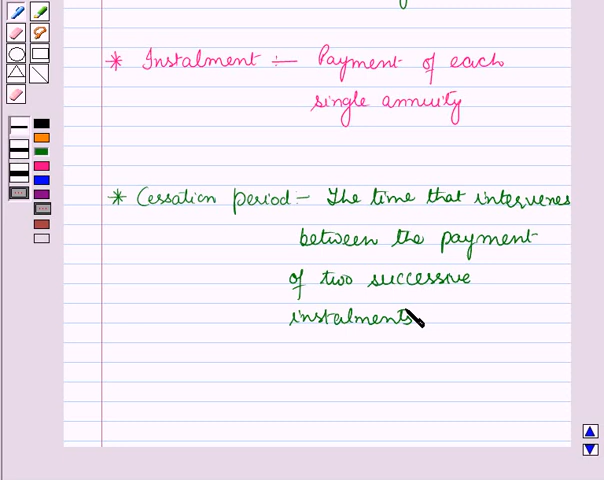 * Instalment :- Payment of each
single annuity
* Cessation period :- The time that intervenes
between the payment
of two successive
instalments